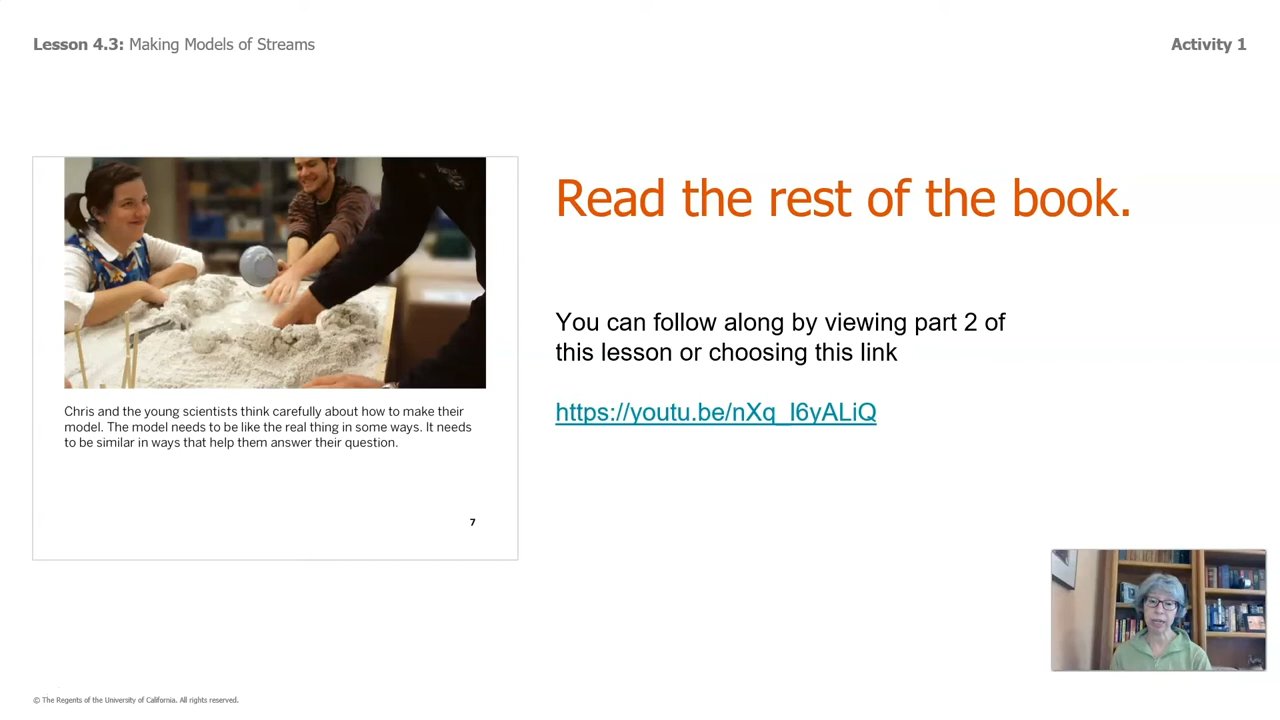 Lesson 4.3: Making Models of Streams
Activity 1
Read the rest of the book.
You can follow along by viewing part 2 of
this lesson or choosing this link
https://youtu.be/nXq_l6yALiQ
Chris and the young scientists think carefully about how to make their
model. The model needs to be like the real thing in some ways. It needs
to be similar in ways that help them answer their question.
7
© The Regents of the University of California. All rights reserved.